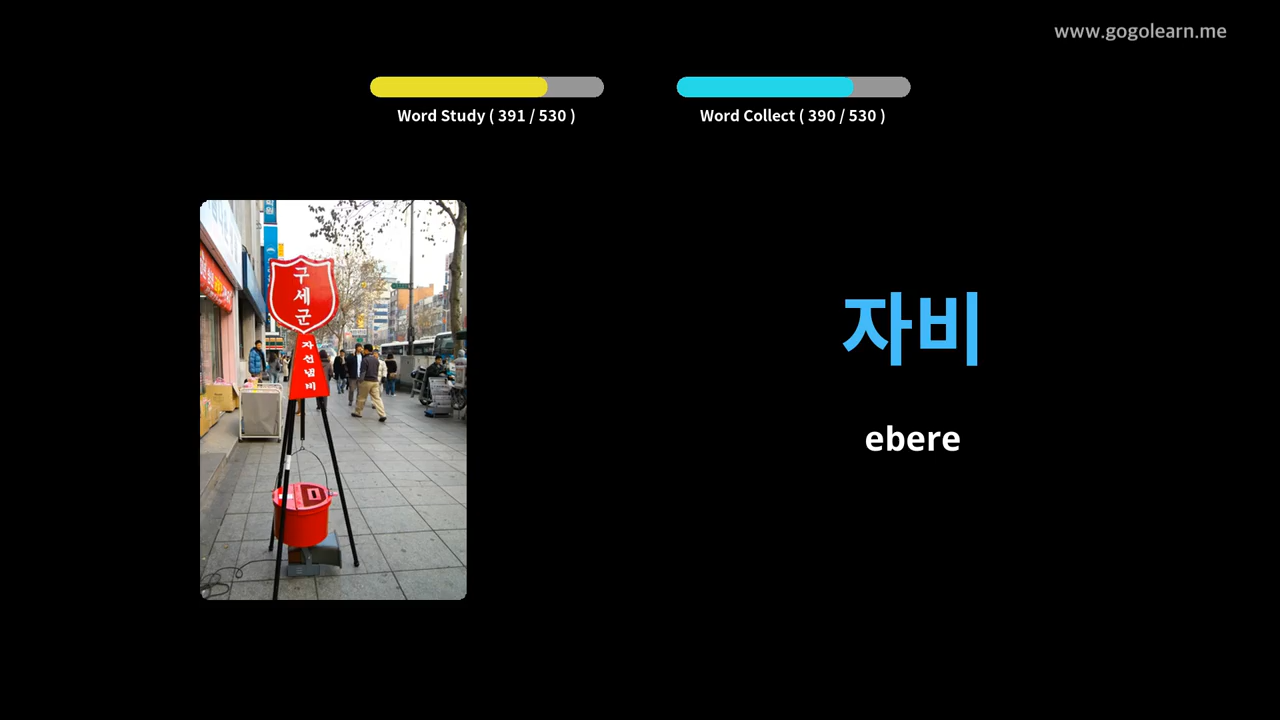 www.gogolearn.me
Word Study ( 391 / 530 )
Word Collect ( 390 / 530 )
구
세
군
자
선
냄
비
자비
ebere